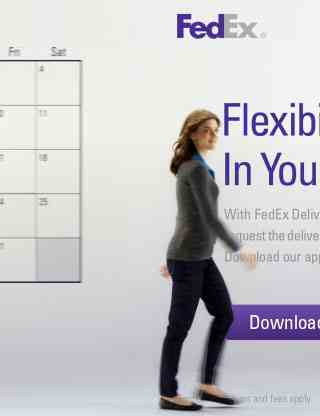 FedEx®
Fri Sat
4
11
18
25
Flexibi
In You
With FedEx Deliv
equest the delive
Download our app
Download
and fees apply.